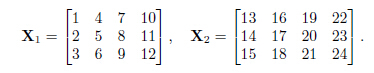 X₁ = [1 4 7 10; 2 5 8 11; 3 6 9 12], X₂ = [13 16 19 22; 14 17 20 23; 15 18 21 24].